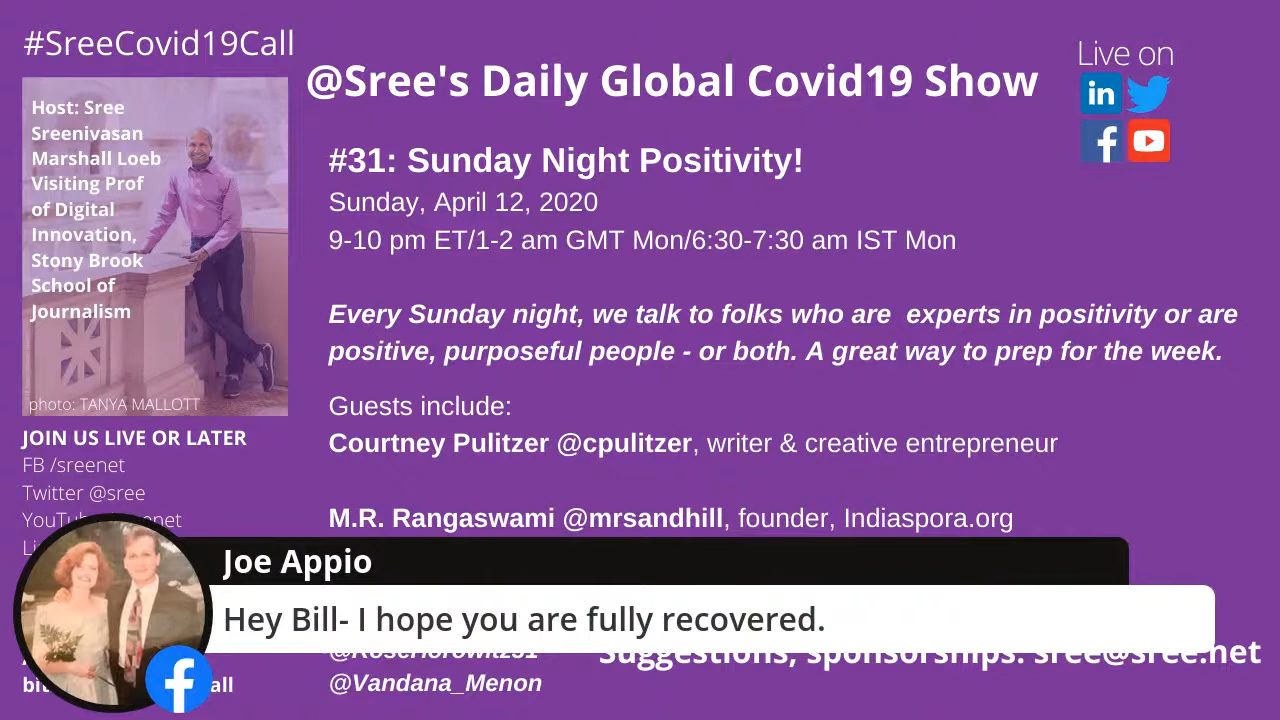 #SreeCovid19Call
@Sree's Daily Global Covid19 Show
Live on
Host: Sree
Sreenivasan
Marshall Loeb
Visiting Prof
of Digital
Innovation,
Stony Brook
School of
Journalism
photo: TANYA MALLOTT
JOIN US LIVE OR LATER
FB /sreenet
Twitter @sree
#31: Sunday Night Positivity!
Sunday, April 12, 2020
9-10 pm ET/1-2 am GMT Mon/6:30-7:30 am IST Mon
Every Sunday night, we talk to folks who are experts in positivity or are
positive, purposeful people - or both. A great way to prep for the week.
Guests include:
Courtney Pulitzer @cpulitzer, writer & creative entrepreneur
M.R. Rangaswami @mrsandhill, founder, Indiaspora.org
Joe Appio
Hey Bill- I hope you are fully recovered.
Suggestions, sponsorships: sree@sree.net
@Vandana_Menon